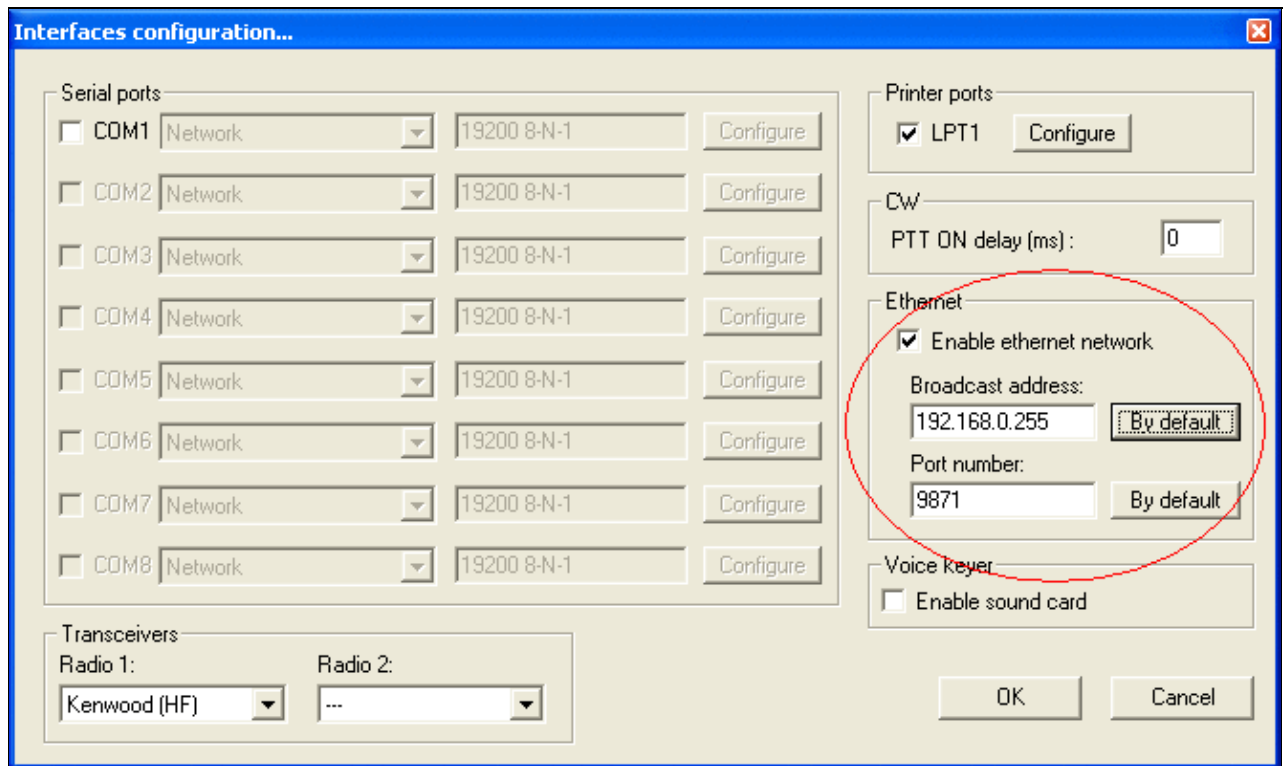 Interfaces configuration...
Serial ports
COM1 Network 19200 8-N-1 Configure
COM2 Network 19200 8-N-1 Configure
COM3 Network 19200 8-N-1 Configure
COM4 Network 19200 8-N-1 Configure
COM5 Network 19200 8-N-1 Configure
COM6 Network 19200 8-N-1 Configure
COM7 Network 19200 8-N-1 Configure
COM8 Network 19200 8-N-1 Configure
Transceivers
Radio 1: Radio 2:
Kenwood (HF) ---
Printer ports
LPT1 Configure
CW
PTT ON delay (ms) : 0
Ethernet
Enable ethernet network
Broadcast address:
192.168.0.255 By default
Port number:
9871 By default
Voice keyer
Enable sound card
OK Cancel